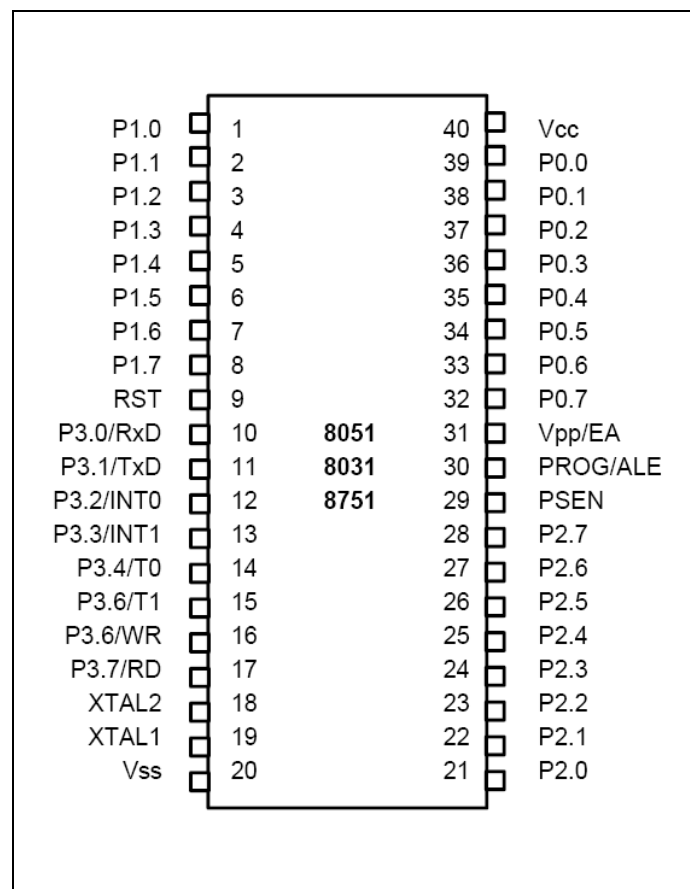 P1.0 1 40 Vcc
P1.1 2 39 P0.0
P1.2 3 38 P0.1
P1.3 4 37 P0.2
P1.4 5 36 P0.3
P1.5 6 35 P0.4
P1.6 7 34 P0.5
P1.7 8 33 P0.6
RST 9 32 P0.7
P3.0/RxD 10 8051 31 Vpp/EA
P3.1/TxD 11 8031 30 PROG/ALE
P3.2/INT0 12 8751 29 PSEN
P3.3/INT1 13 28 P2.7
P3.4/T0 14 27 P2.6
P3.6/T1 15 26 P2.5
P3.6/WR 16 25 P2.4
P3.7/RD 17 24 P2.3
XTAL2 18 23 P2.2
XTAL1 19 22 P2.1
Vss 20 21 P2.0